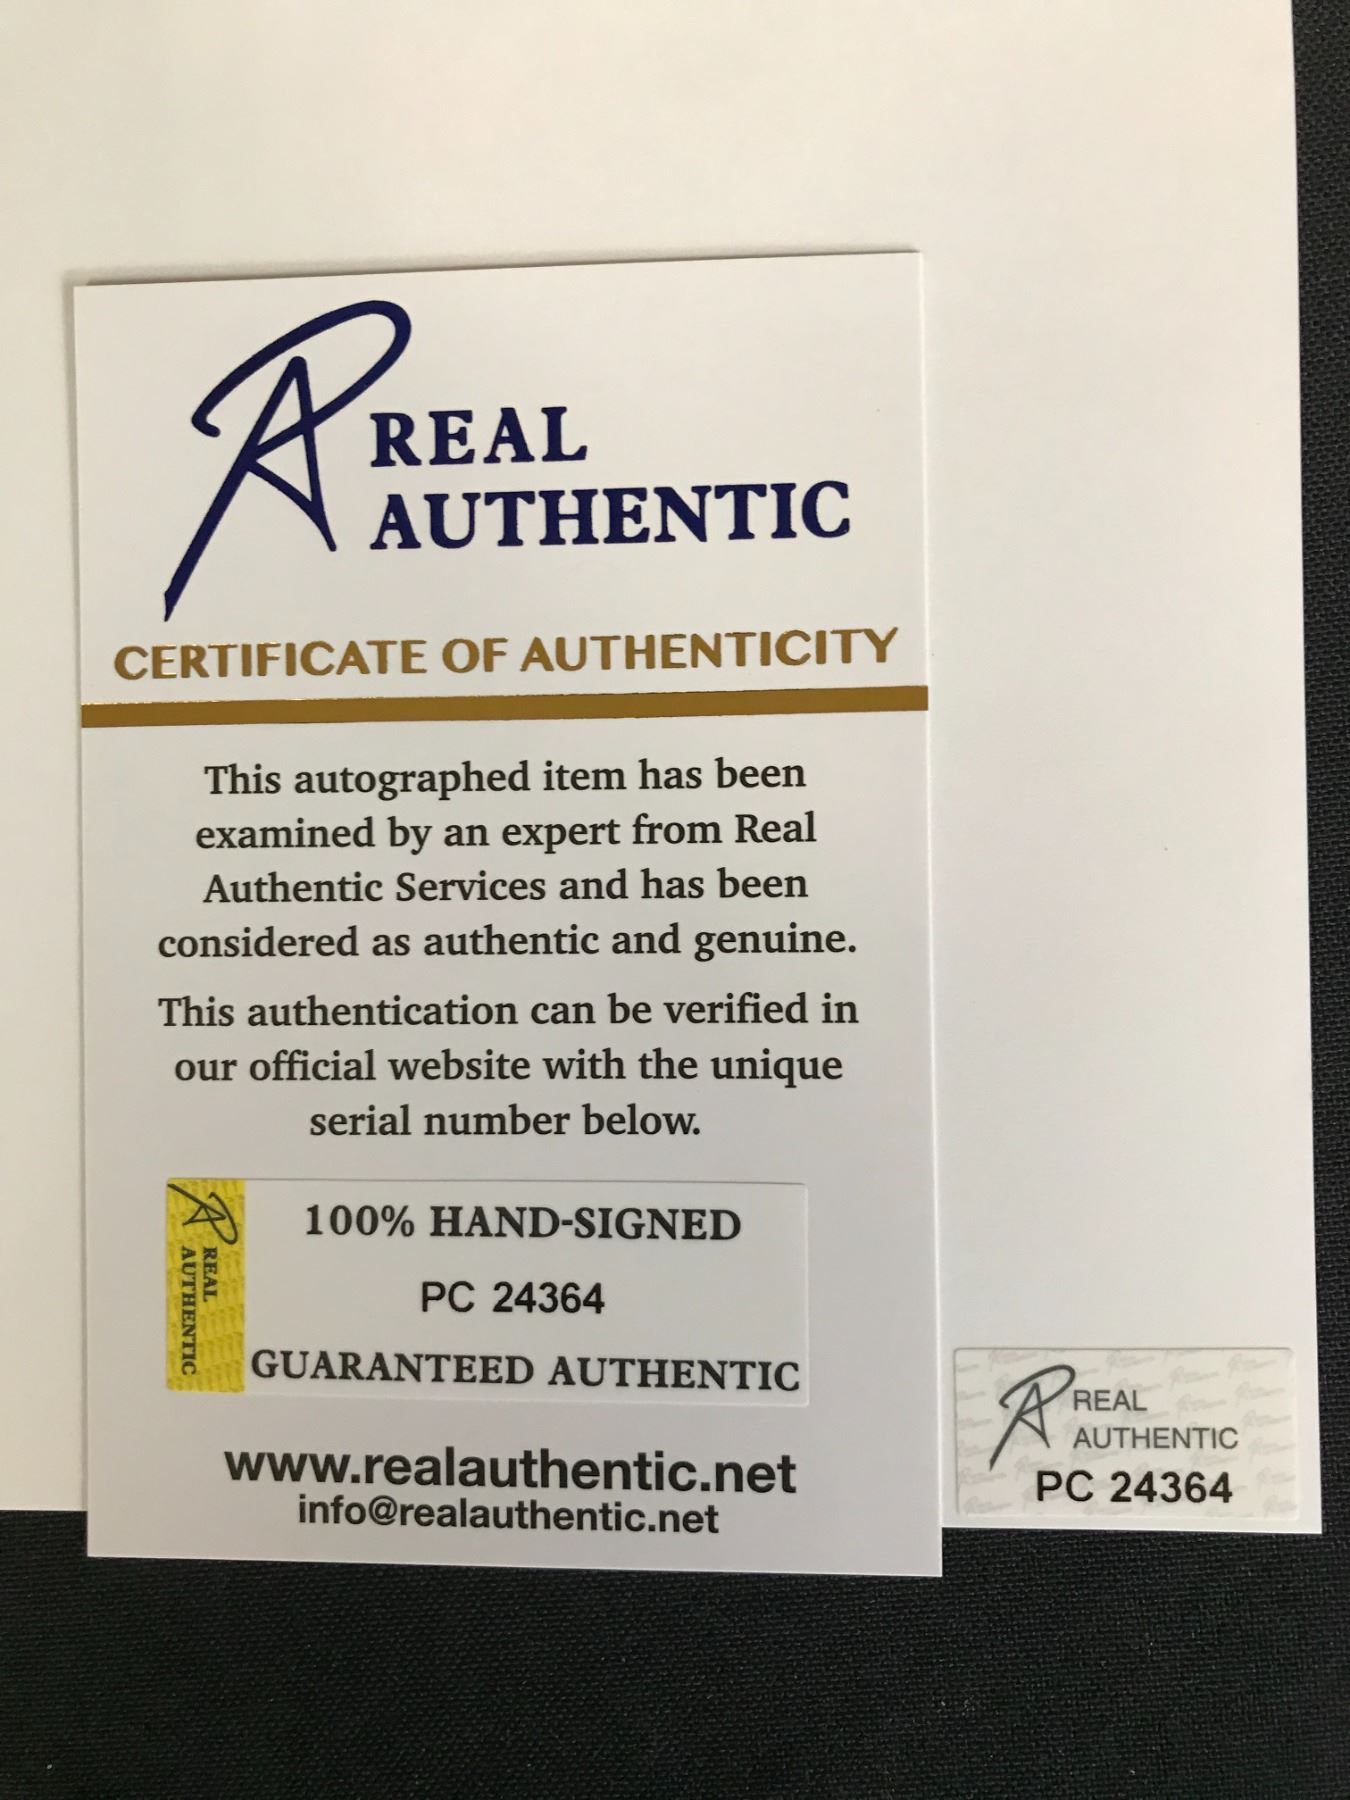 REAL
AUTHENTIC
CERTIFICATE OF AUTHENTICITY
This autographed item has been
examined by an expert from Real
Authentic Services and has been
considered as authentic and genuine.
This authentication can be verified in
our official website with the unique
serial number below.
REAL
AUTHENTIC
100% HAND-SIGNED
PC 24364
GUARANTEED AUTHENTIC
www.realauthentic.net
info@realauthentic.net
REAL
AUTHENTIC
PC 24364